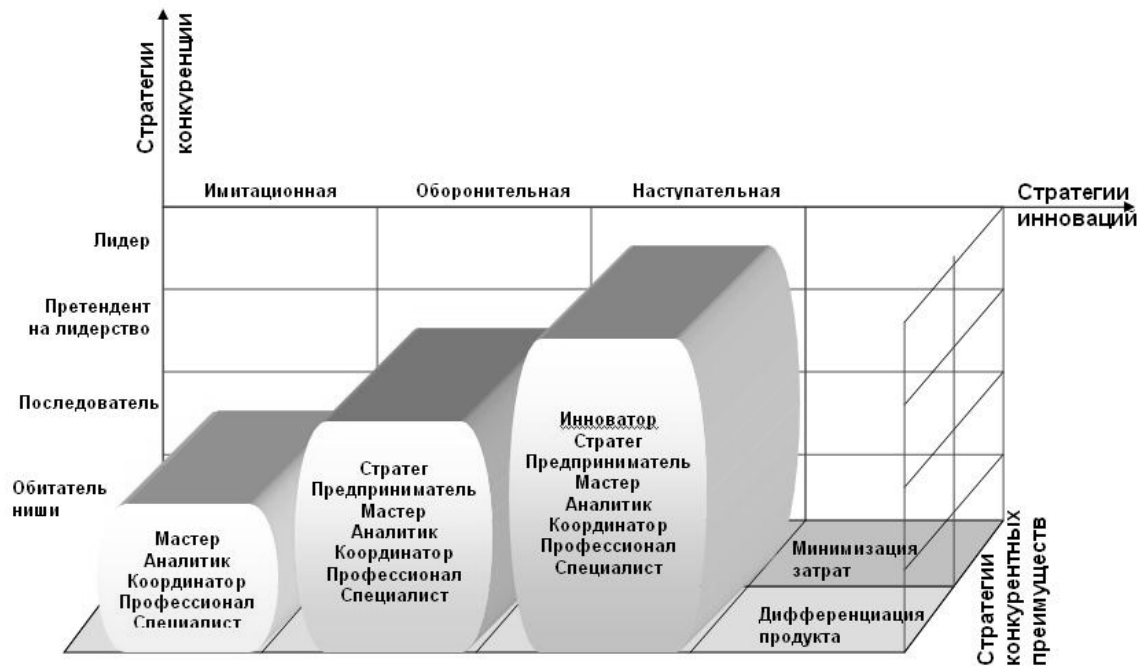 Стратегии
конкуренции
Имитационная
Оборонительная
Наступательная
Стратегии
инноваций
Лидер
Претендент
на лидерство
Последователь
Обитатель
ниши
Мастер
Аналитик
Координатор
Профессионал
Специалист
Стратег
Предприниматель
Мастер
Аналитик
Координатор
Профессионал
Специалист
Инноватор
Стратег
Предприниматель
Мастер
Аналитик
Координатор
Профессионал
Специалист
Минимизация
затрат
Дифференциация
продукта
Стратегии
конкурентных
преимуществ